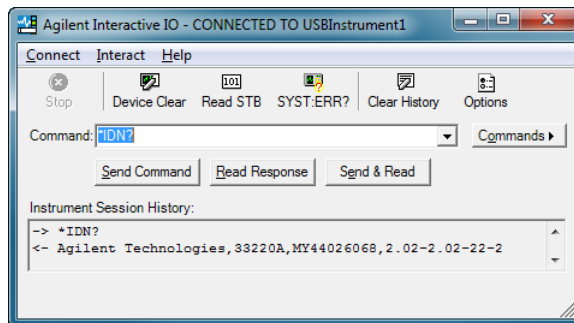 Agilent Interactive IO - CONNECTED TO USBInstrument1
Connect Interact Help
101
Stop Device Clear Read STB SYST:ERR? Clear History Options
Command: *IDN? Commands
Send Command Read Response Send & Read
Instrument Session History:
-> *IDN?
<- Agilent Technologies,33220A,MY44026068,2.02-2.02-22-2